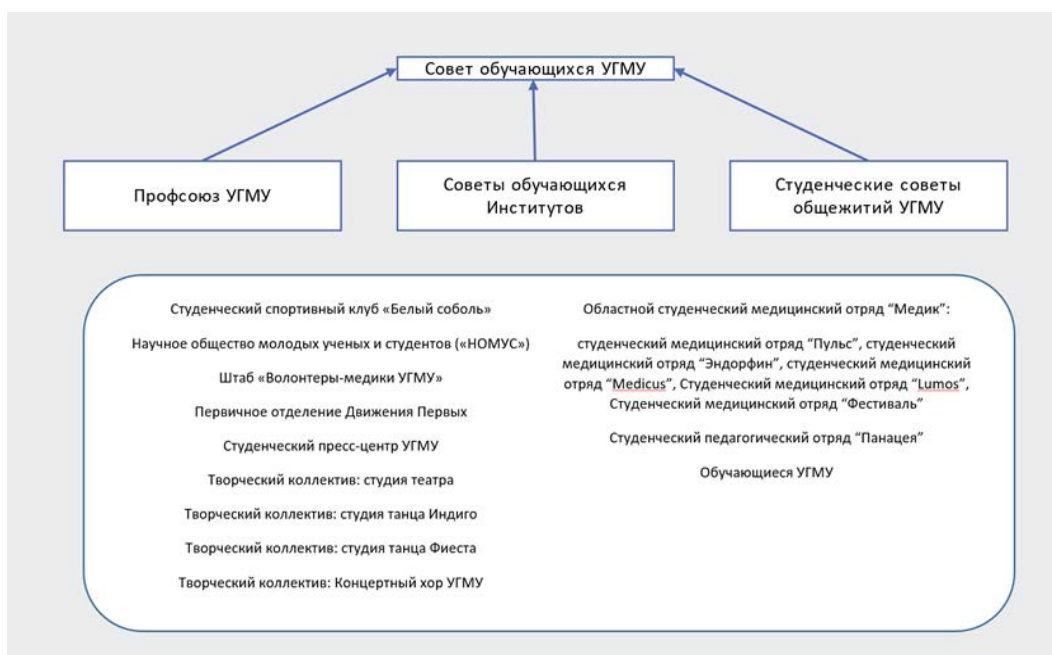 Совет обучающихся УГМУ
Профсоюз УГМУ
Советы обучающихся
Институтов
Студенческие советы
общежитий УГМУ
Студенческий спортивный клуб «Белый соболь»
Научное общество молодых ученых и студентов («НОМУС»)
Штаб «Волонтеры-медики УГМУ»
Первичное отделение Движения Первых
Студенческий пресс-центр УГМУ
Творческий коллектив: студия театра
Творческий коллектив: студия танца Индиго
Творческий коллектив: студия танца Фиеста
Творческий коллектив: Концертный хор УГМУ
Областной студенческий медицинский отряд “Медик”:
студенческий медицинский отряд “Пульс”, студенческий
медицинский отряд “Эндорфин”, студенческий медицинский
отряд “Medicus”, Студенческий медицинский отряд “Lumos”,
Студенческий медицинский отряд “Фестиваль”
Студенческий педагогический отряд “Панацея”
Обучающиеся УГМУ